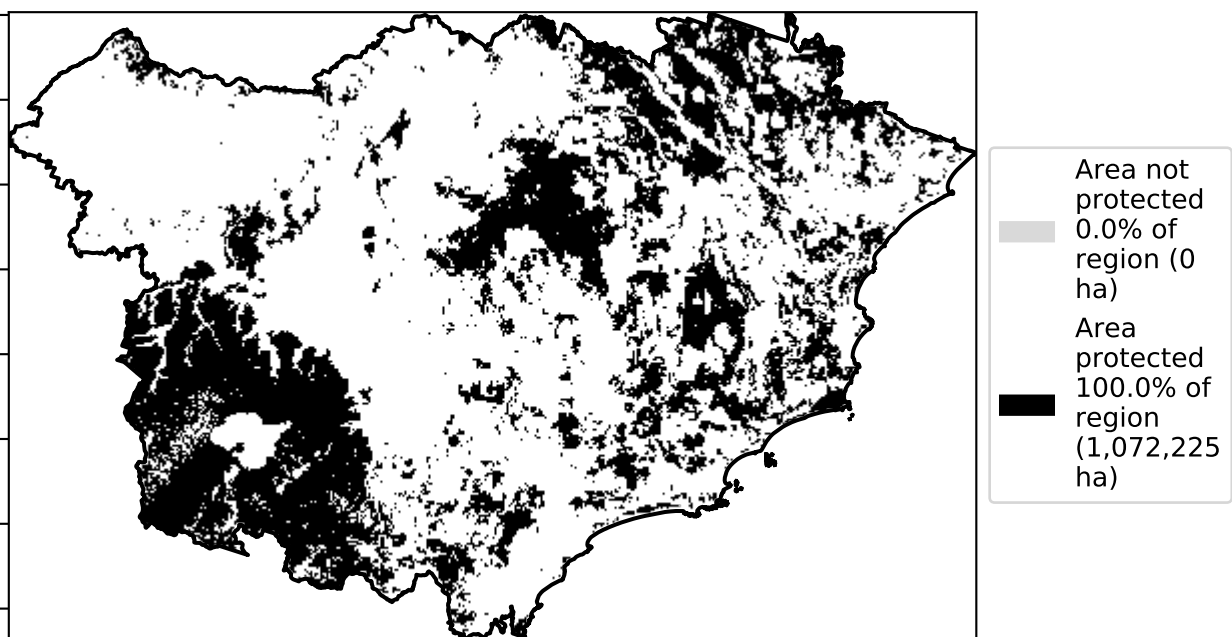 Area not
protected
0.0% of
region (0
ha)
Area
protected
100.0% of
region
(1,072,225
ha)